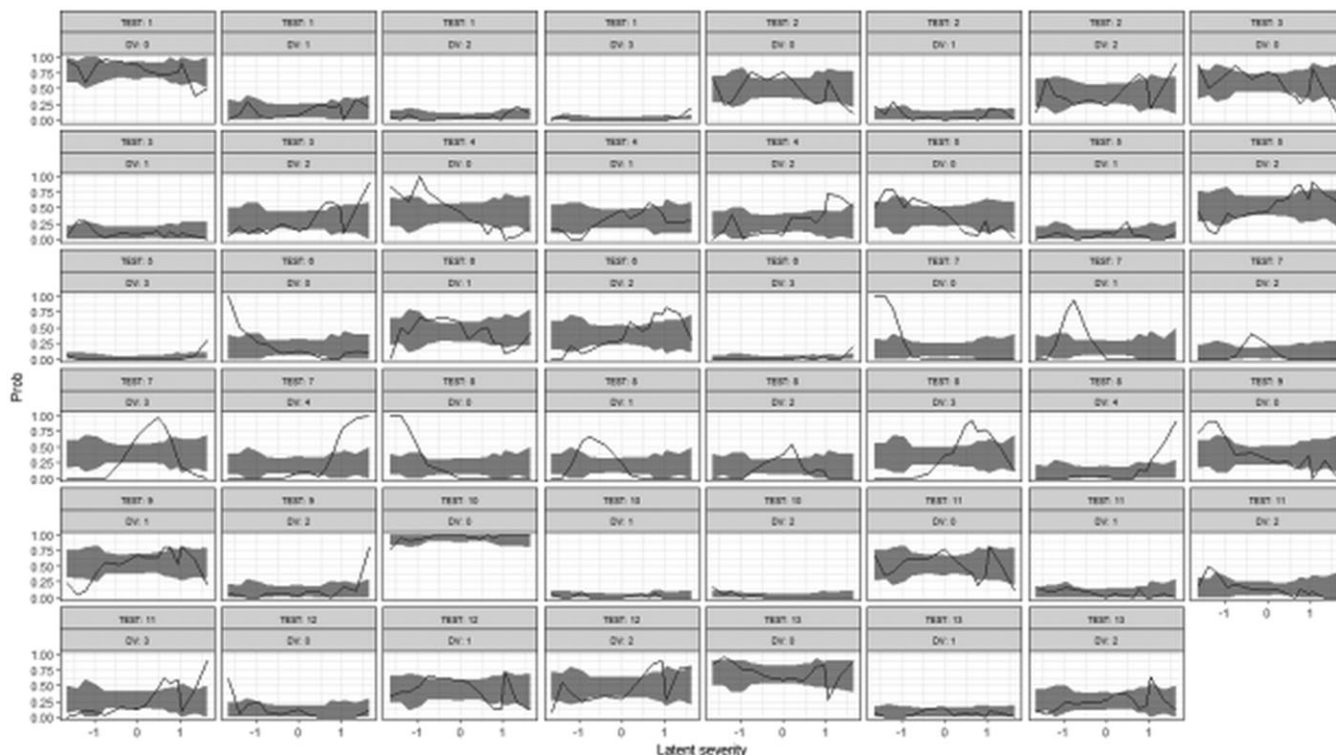 TEST: 1 TEST: 1 TEST: 1 TEST: 1 TEST: 2 TEST: 2 TEST: 2 TEST: 3
DV: 0 DV: 1 DV: 2 DV: 3 DV: 0 DV: 1 DV: 2 DV: 0
1.00
0.75
0.50
0.25
0.00
TEST: 3 TEST: 3 TEST: 4 TEST: 4 TEST: 4 TEST: 5 TEST: 5 TEST: 5
DV: 1 DV: 2 DV: 0 DV: 1 DV: 2 DV: 0 DV: 1 DV: 2
1.00
0.75
0.50
0.25
0.00
TEST: 5 TEST: 6 TEST: 6 TEST: 6 TEST: 6 TEST: 7 TEST: 7 TEST: 7
DV: 3 DV: 0 DV: 1 DV: 2 DV: 3 DV: 0 DV: 1 DV: 2
1.00
0.75
0.50
0.25
0.00
Prob
TEST: 7 TEST: 7 TEST: 8 TEST: 8 TEST: 8 TEST: 8 TEST: 8 TEST: 9
DV: 3 DV: 4 DV: 0 DV: 1 DV: 2 DV: 3 DV: 4 DV: 0
1.00
0.75
0.50
0.25
0.00
TEST: 9 TEST: 9 TEST: 10 TEST: 10 TEST: 10 TEST: 11 TEST: 11 TEST: 11
DV: 1 DV: 2 DV: 0 DV: 1 DV: 2 DV: 0 DV: 1 DV: 2
1.00
0.75
0.50
0.25
0.00
-1 0 1
TEST: 11 TEST: 12 TEST: 12 TEST: 12 TEST: 13 TEST: 13 TEST: 13
DV: 3 DV: 0 DV: 1 DV: 2 DV: 0 DV: 1 DV: 2
1.00
0.75
0.50
0.25
0.00
-1 0 1 -1 0 1 -1 0 1 -1 0 1 -1 0 1 -1 0 1 -1 0 1
Latent severity